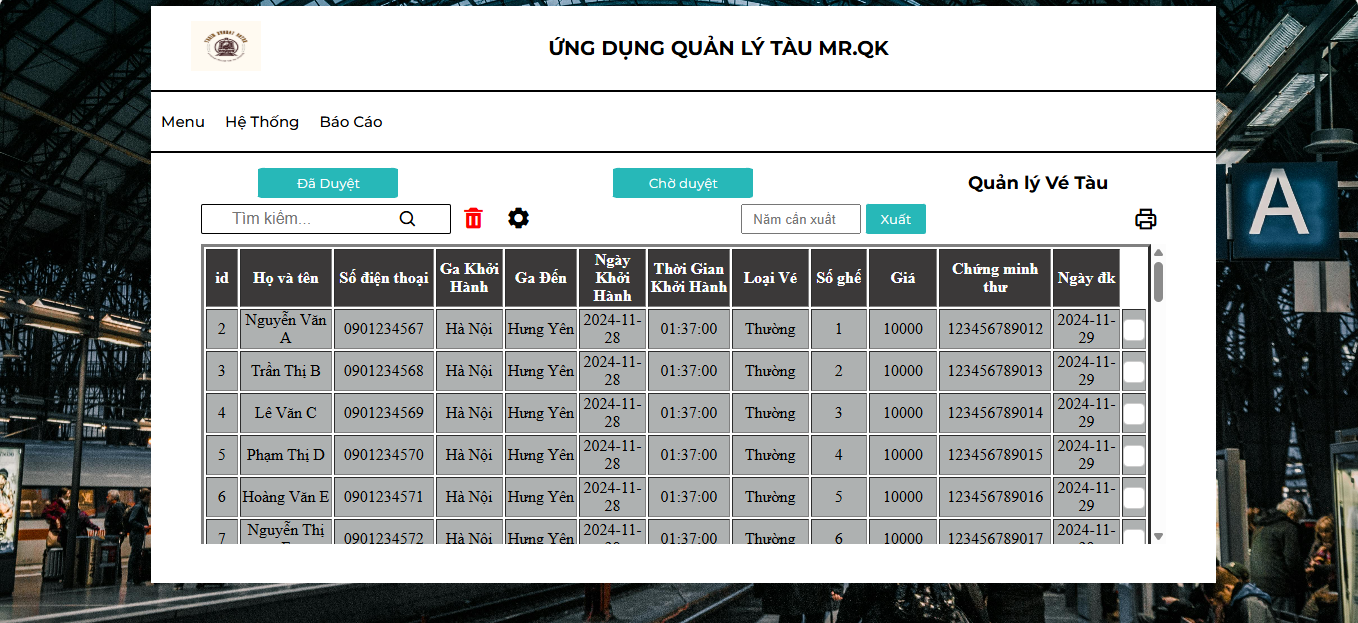 ỨNG DỤNG QUẢN LÝ TÀU MR.QK
Menu Hệ Thống Báo Cáo
Đã Duyệt Chờ duyệt Quản lý Vé Tàu
Tìm kiếm... Năm cần xuất Xuất
id Họ và tên Số điện thoại Ga Khởi Hành Ga Đến Ngày Khởi Hành Thời Gian Khởi Hành Loại Vé Số ghế Giá Chứng minh thư Ngày đk
2 Nguyễn Văn A 0901234567 Hà Nội Hưng Yên 2024-11-28 01:37:00 Thường 1 10000 123456789012 2024-11-29
3 Trần Thị B 0901234568 Hà Nội Hưng Yên 2024-11-28 01:37:00 Thường 2 10000 123456789013 2024-11-29
4 Lê Văn C 0901234569 Hà Nội Hưng Yên 2024-11-28 01:37:00 Thường 3 10000 123456789014 2024-11-29
5 Phạm Thị D 0901234570 Hà Nội Hưng Yên 2024-11-28 01:37:00 Thường 4 10000 123456789015 2024-11-29
6 Hoàng Văn E 0901234571 Hà Nội Hưng Yên 2024-11-28 01:37:00 Thường 5 10000 123456789016 2024-11-29
7 Nguyễn Thị 0901234572 Hà Nội Hưng Yên 2024-11- 01:37:00 Thường 6 10000 123456789017 2024-11-
A